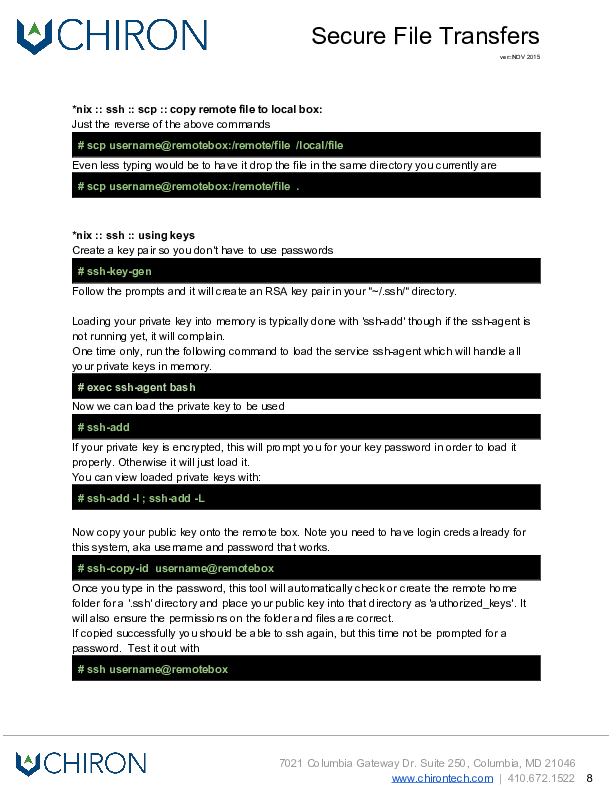 CHIRON
Secure File Transfers
ver:NOV 2015
*nix :: ssh :: scp :: copy remote file to local box:
Just the reverse of the above commands
# scp username@remotebox:/remote/file  /local/file
Even less typing would be to have it drop the file in the same directory you currently are
# scp username@remotebox:/remote/file  .
*nix :: ssh :: using keys
Create a key pair so you don't have to use passwords
# ssh-key-gen
Follow the prompts and it will create an RSA key pair in your "~/.ssh/" directory.
Loading your private key into memory is typically done with 'ssh-add' though if the ssh-agent is
not running yet, it will complain.
One time only, run the following command to load the service ssh-agent which will handle all
your private keys in memory.
# exec ssh-agent bash
Now we can load the private key to be used
# ssh-add
If your private key is encrypted, this will prompt you for your key password in order to load it
properly. Otherwise it will just load it.
You can view loaded private keys with:
# ssh-add -l ; ssh-add -L
Now copy your public key onto the remote box. Note you need to have login creds already for
this system, aka username and password that works.
# ssh-copy-id  username@remotebox
Once you type in the password, this tool will automatically check or create the remote home
folder for a '.ssh' directory and place your public key into that directory as 'authorized_keys'. It
will also ensure the permissions on the folder and files are correct.
If copied successfully you should be able to ssh again, but this time not be prompted for a
password.  Test it out with
# ssh username@remotebox
CHIRON
7021 Columbia Gateway Dr. Suite 250, Columbia, MD 21046
www.chirontech.com | 410.672.1522 8